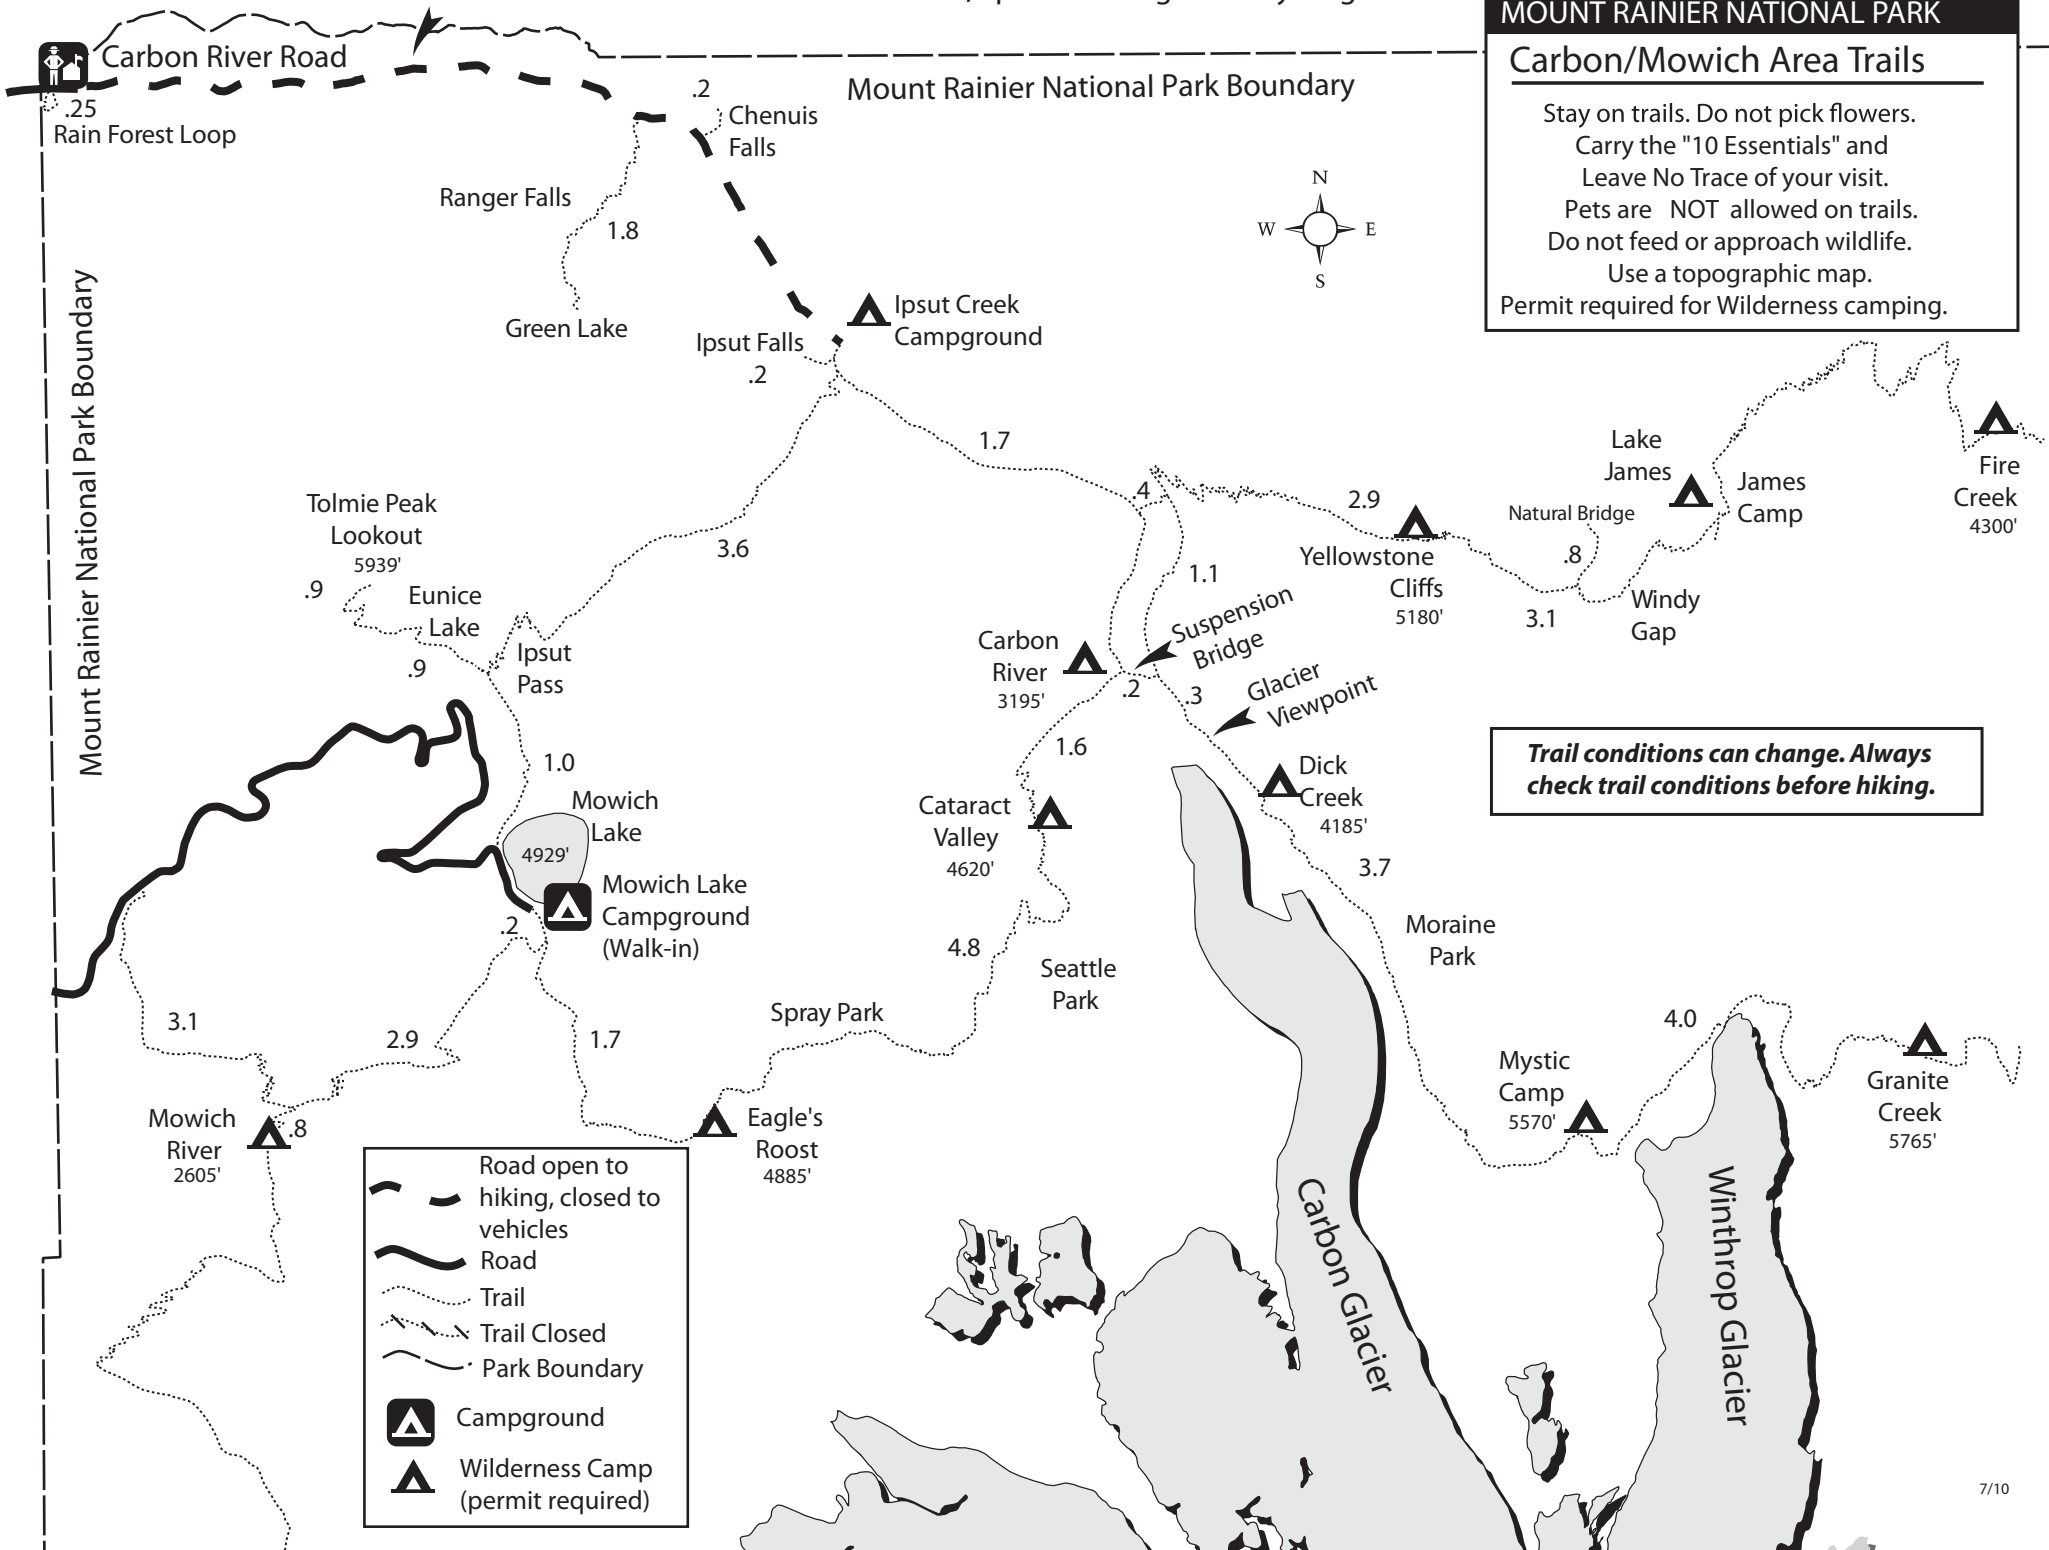 MOUNT RAINIER NATIONAL PARK
Carbon/Mowich Area Trails
Stay on trails. Do not pick flowers.
Carry the "10 Essentials" and
Leave No Trace of your visit.
Pets are NOT allowed on trails.
Do not feed or approach wildlife.
Use a topographic map.
Permit required for Wilderness camping.
Carbon River Road
.25
Rain Forest Loop
Mount Rainier National Park Boundary
.2
Chenuis
Falls
Ranger Falls
1.8
Green Lake
N
W
E
S
Ipsut Creek
Campground
Ipsut Falls
.2
Mount Rainier National Park Boundary
1.7
3.6
Tolmie Peak
Lookout
5939'
.9
Eunice
Lake
.9
Ipsut
Pass
.4
2.9
Yellowstone
Cliffs
5180'
1.1
Natural Bridge
.8
3.1
Windy
Gap
Lake
James
James
Camp
Fire
Creek
4300'
Suspension
Bridge
Carbon
River
3195'
.2
.3
Glacier
Viewpoint
1.6
1.0
Mowich
Lake
4929'
Mowich Lake
Campground
(Walk-in)
.2
Cataract
Valley
4620'
Dick
Creek
4185'
3.7
Trail conditions can change. Always
check trail conditions before hiking.
Moraine
Park
4.8
Seattle
Park
Spray Park
3.1
2.9
1.7
4.0
Mystic
Camp
5570'
Granite
Creek
5765'
Mowich
River
2605'
.8
Eagle's
Roost
4885'
Carbon Glacier
Winthrop Glacier
Road open to
hiking, closed to
vehicles
Road
Trail
Trail Closed
Park Boundary
Campground
Wilderness Camp
(permit required)
7/10